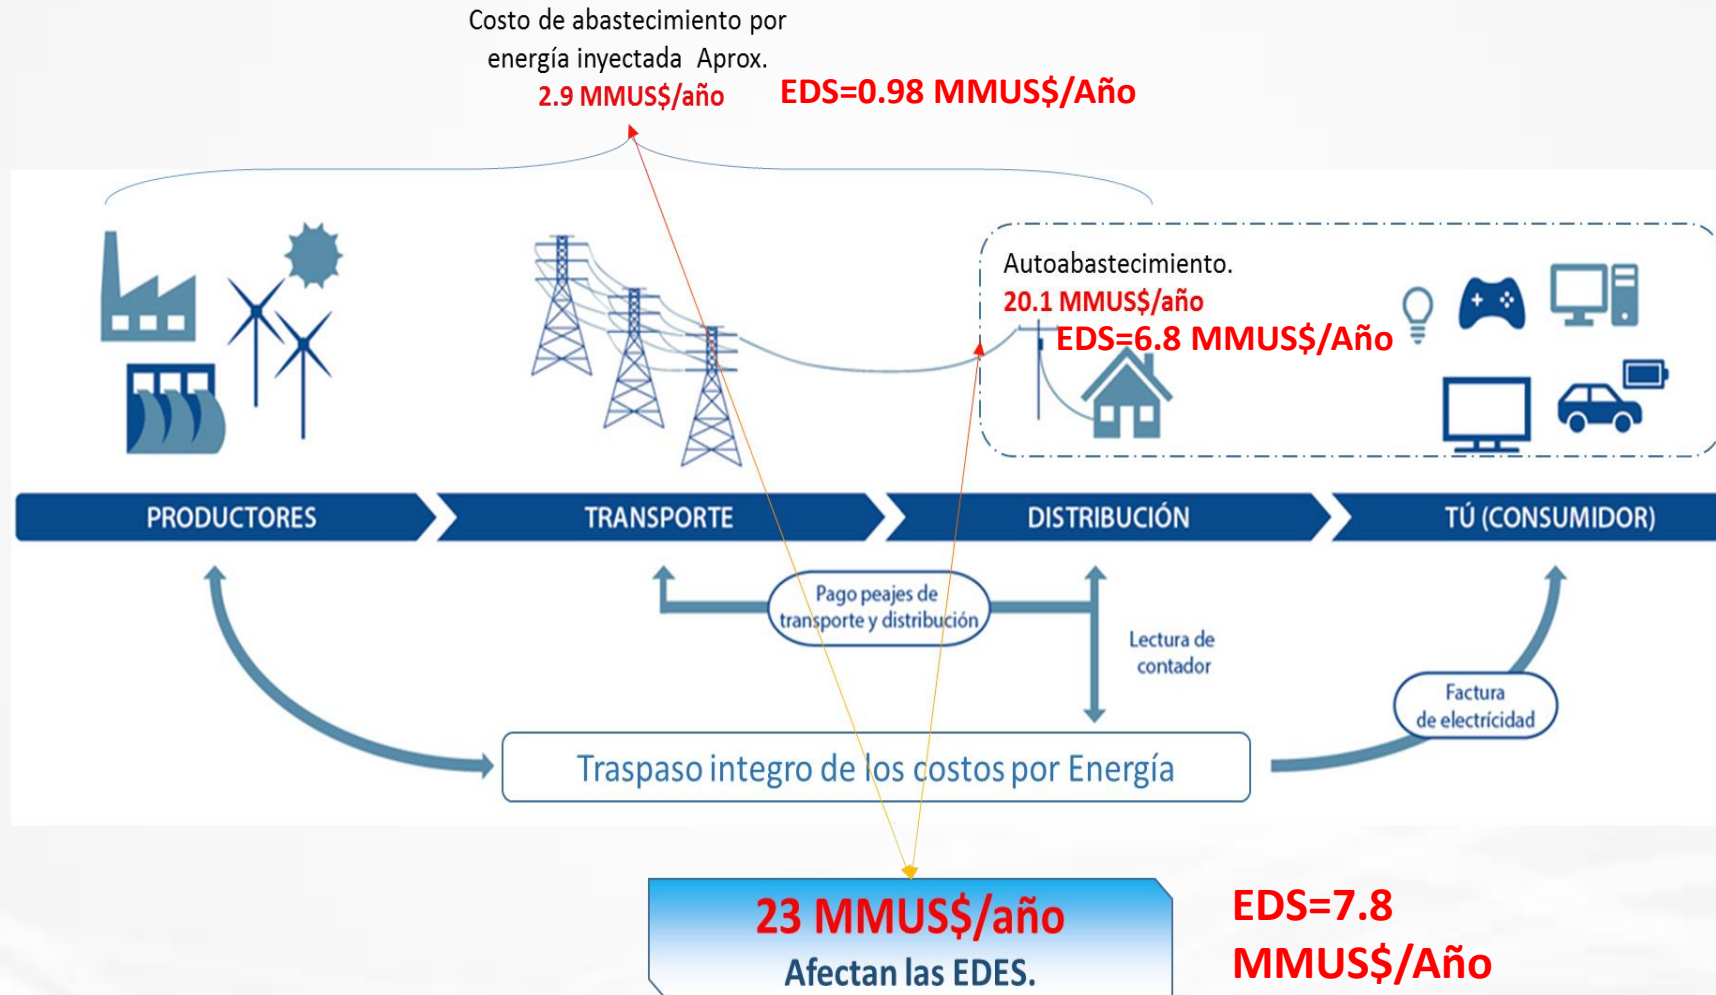 Costo de abastecimiento por
energía inyectada Aprox.
2.9 MMUS$/año
EDS=0.98 MMUS$/Año
Autoabastecimiento.
20.1 MMUS$/año
EDS=6.8 MMUS$/Año
PRODUCTORES
TRANSPORTE
DISTRIBUCIÓN
TÚ (CONSUMIDOR)
Pago peajes de
transporte y distribución
Lectura de
contador
Factura
de electrícidad
Traspaso integro de los costos por Energía
23 MMUS$/año
Afectan las EDES.
EDS=7.8
MMUS$/Año